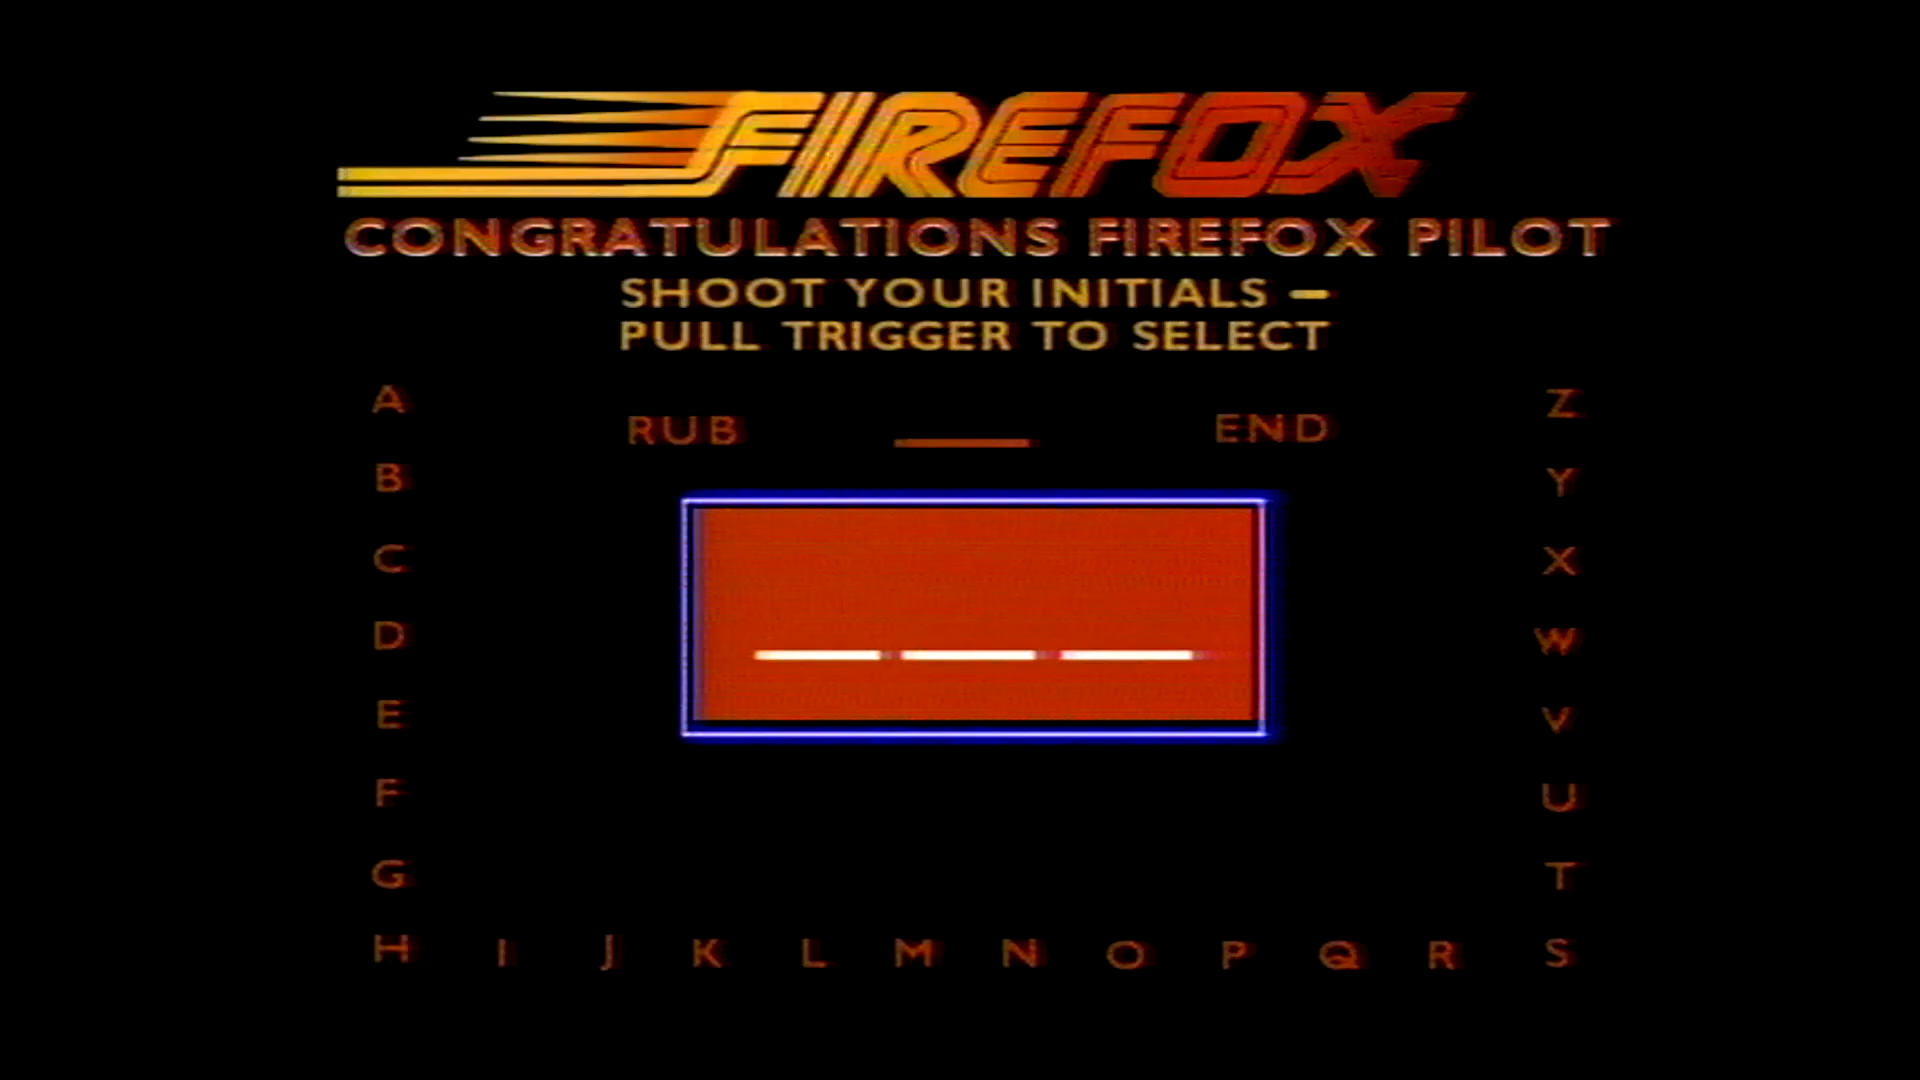 FIREFOX
CONGRATULATIONS FIREFOX PILOT
SHOOT YOUR INITIALS –
PULL TRIGGER TO SELECT
A Z
RUB END
B Y
C X
D W
E V
F U
G T
H I J K L M N O P Q R S